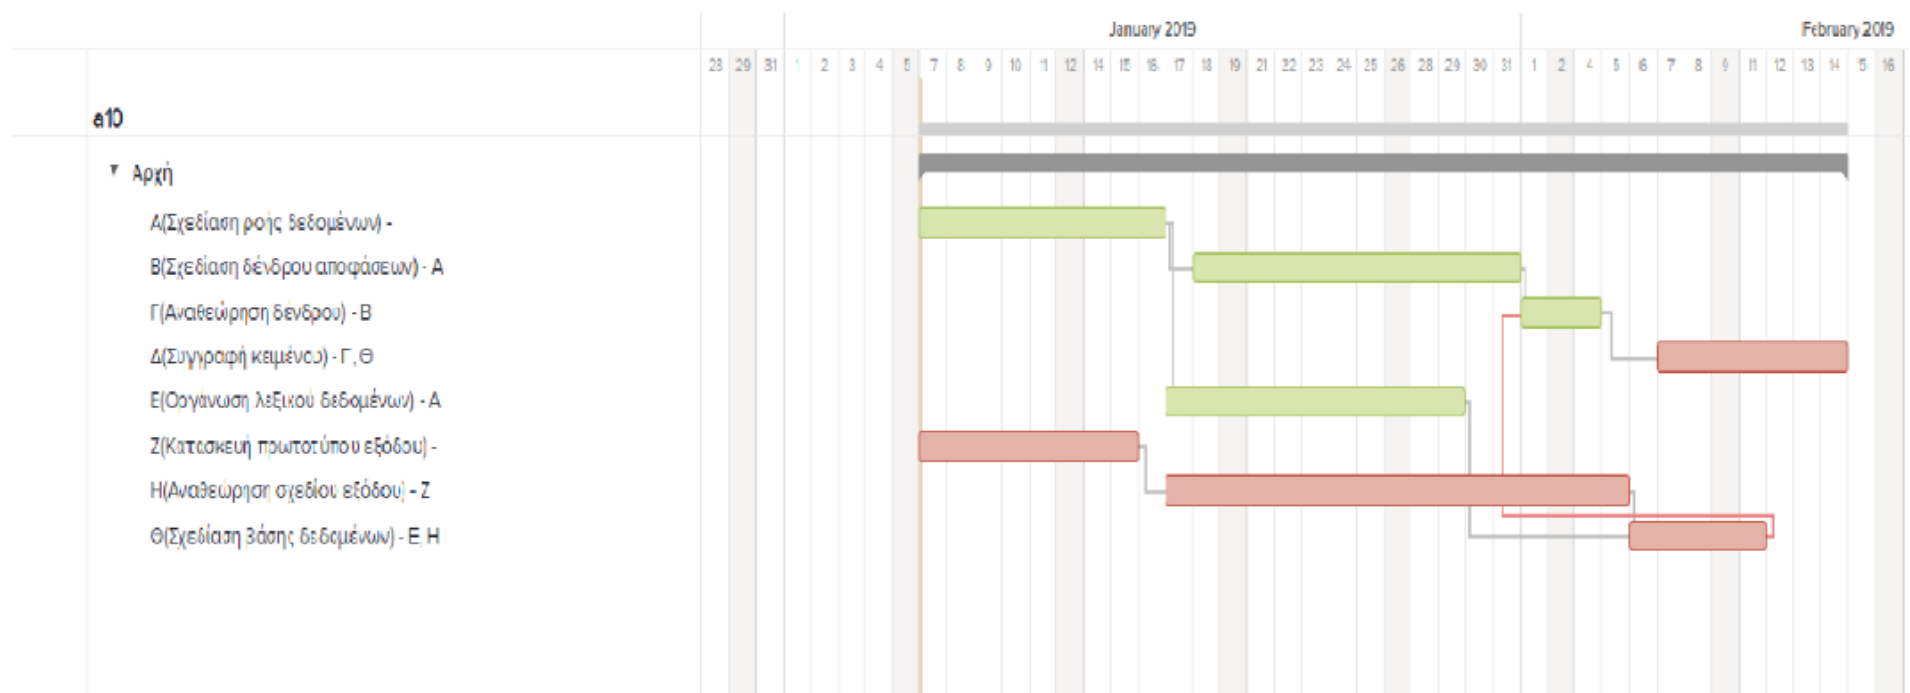 January 2019 February 2019
28 29 31 1 2 3 4 5 7 8 9 10 11 12 14 15 16 17 18 19 21 22 23 24 25 26 28 29 30 31 1 2 4 5 6 7 8 9 11 12 13 14 15 16
a10
Αρχή
Α(Σχεδίαση ροής δεδομένων) -
Β(Σχεδίαση δένδρου αποφάσεων) - Α
Γ(Αναθεώρηση δένδρου) - Β
Δ(Συγγραφή κειμένου) - Γ, Θ
Ε(Οργάνωση λεξικού δεδομένων) - Α
Ζ(Κατασκευή πρωτοτύπου εξόδου) -
Η(Αναθεώρηση σχεδίου εξόδου) - Ζ
Θ(Σχεδίαση βάσης δεδομένων) - Ε, Η